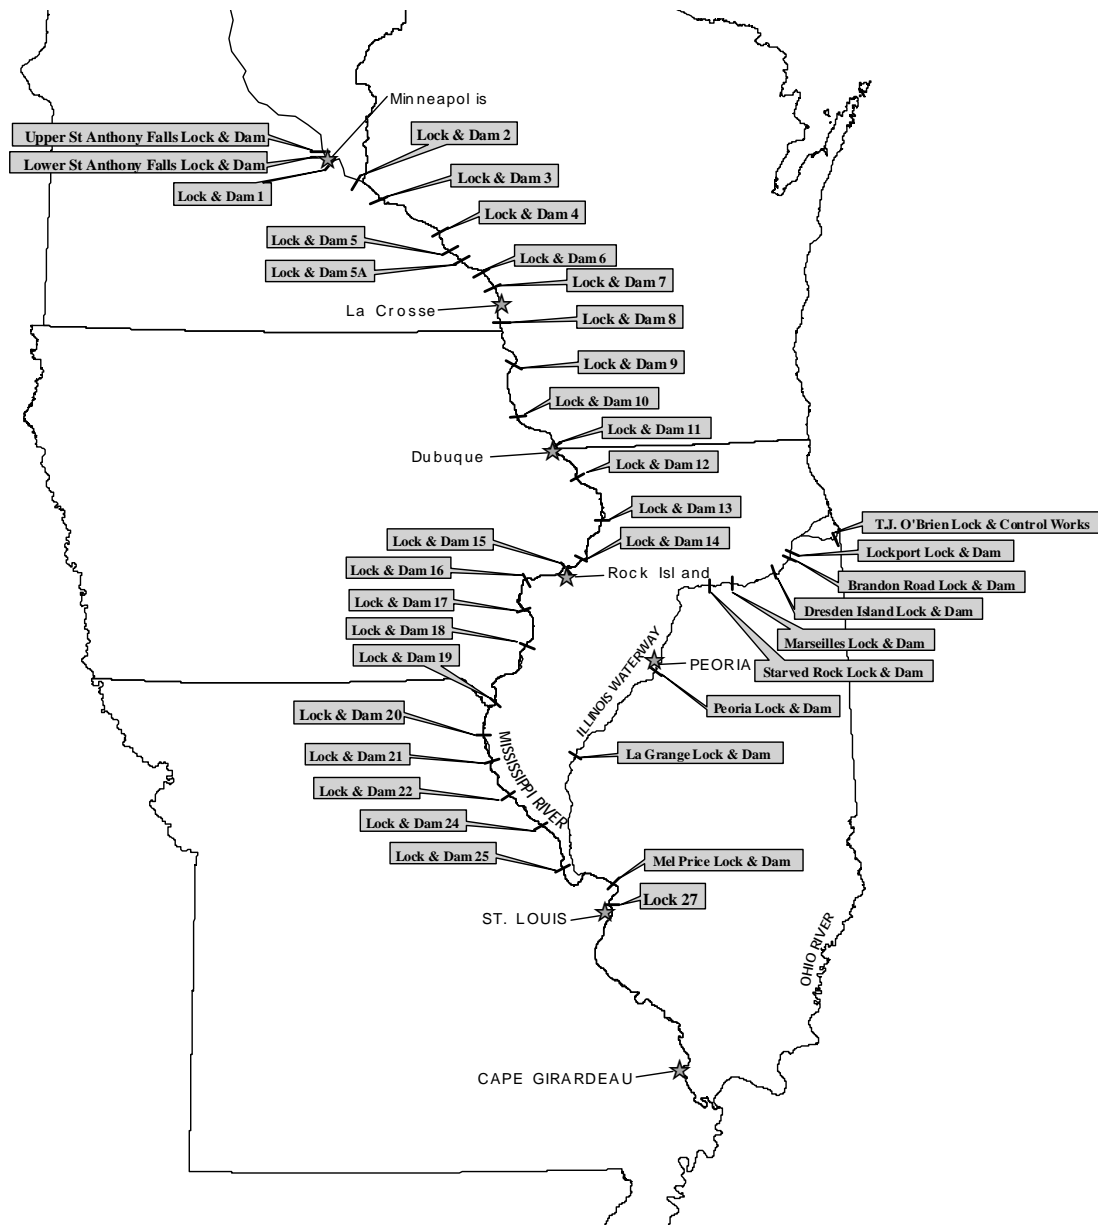 Minneapolis
Upper St Anthony Falls Lock & Dam
Lock & Dam 2
Lower St Anthony Falls Lock & Dam
Lock & Dam 1
Lock & Dam 3
Lock & Dam 4
Lock & Dam 5
Lock & Dam 6
Lock & Dam 5A
Lock & Dam 7
La Crosse
Lock & Dam 8
Lock & Dam 9
Lock & Dam 10
Lock & Dam 11
Dubuque
Lock & Dam 12
Lock & Dam 13
T.J. O'Brien Lock & Control Works
Lock & Dam 15
Lock & Dam 14
Lockport Lock & Dam
Lock & Dam 16
Rock Island
Brandon Road Lock & Dam
Lock & Dam 17
Dresden Island Lock & Dam
Lock & Dam 18
Marseilles Lock & Dam
Lock & Dam 19
PEORIA
Starved Rock Lock & Dam
ILLINOIS WATERWAY
Peoria Lock & Dam
Lock & Dam 20
MISSISSIPPI RIVER
Lock & Dam 21
La Grange Lock & Dam
Lock & Dam 22
Lock & Dam 24
Lock & Dam 25
Mel Price Lock & Dam
Lock 27
ST. LOUIS
OHIO RIVER
CAPE GIRARDEAU